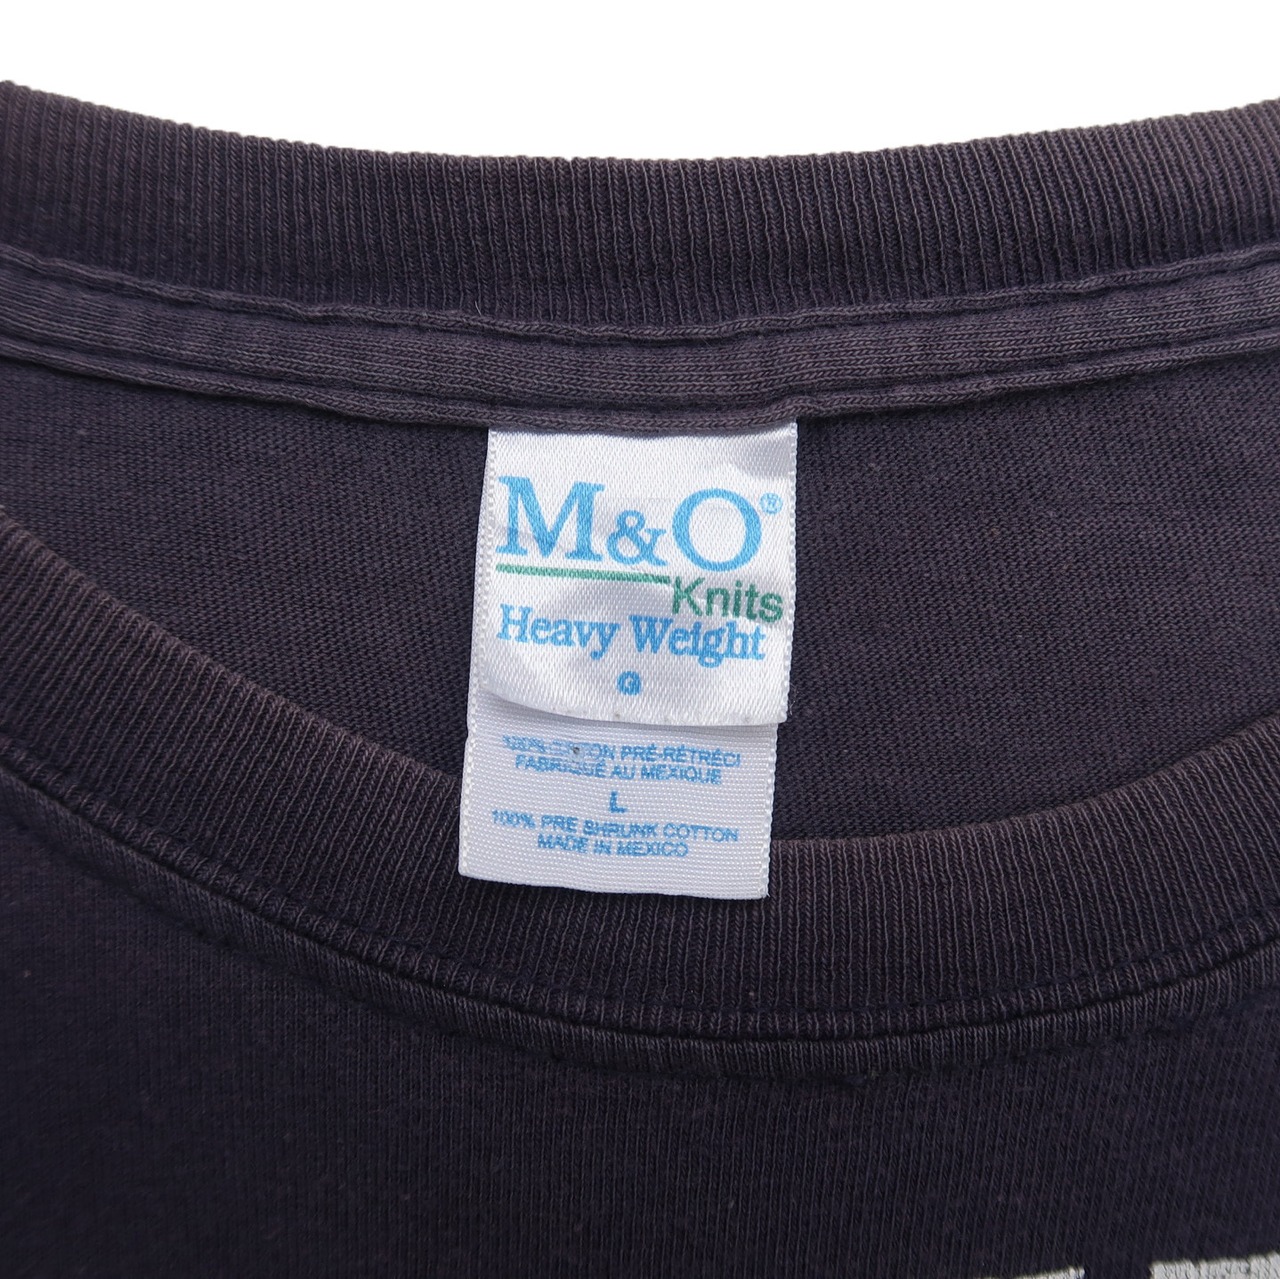 M&O®
Knits
Heavy Weight
G
100% COTON PRÉ-RÉTRÉCI
FABRIQUÉ AU MEXIQUE
L
100% PRE SHRUNK COTTON
MADE IN MEXICO